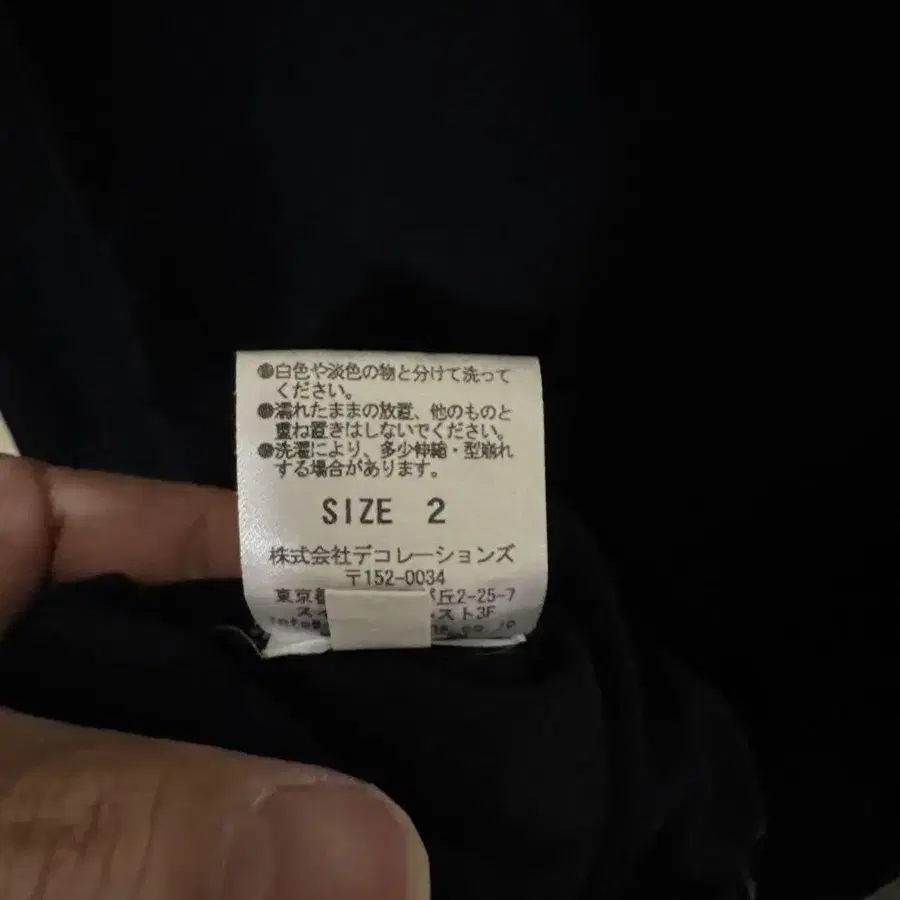 ●白色や淡色の物と分けて洗って
ください。
●濡れたままの放置、他のものと
重ね置きはしないでください。
●洗濯により、多少伸縮・型崩れ
する場合があります。
SIZE 2
株式会社デコレーションズ
〒152-0034
東京都 丘2-25-7
スト3F